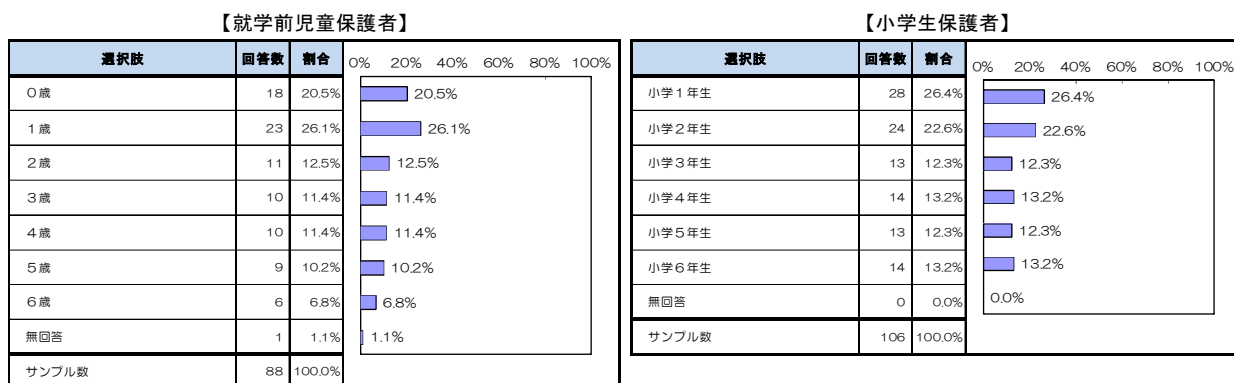 【就学前児童保護者】
選択肢 回答数 割合
0% 20% 40% 60% 80% 100%
0歳 18 20.5% 20.5%
1歳 23 26.1% 26.1%
2歳 11 12.5% 12.5%
3歳 10 11.4% 11.4%
4歳 10 11.4% 11.4%
5歳 9 10.2% 10.2%
6歳 6 6.8% 6.8%
無回答 1 1.1% 1.1%
サンプル数 88 100.0%
【小学生保護者】
選択肢 回答数 割合
0% 20% 40% 60% 80% 100%
小学1年生 28 26.4% 26.4%
小学2年生 24 22.6% 22.6%
小学3年生 13 12.3% 12.3%
小学4年生 14 13.2% 13.2%
小学5年生 13 12.3% 12.3%
小学6年生 14 13.2% 13.2%
無回答 0 0.0% 0.0%
サンプル数 106 100.0%